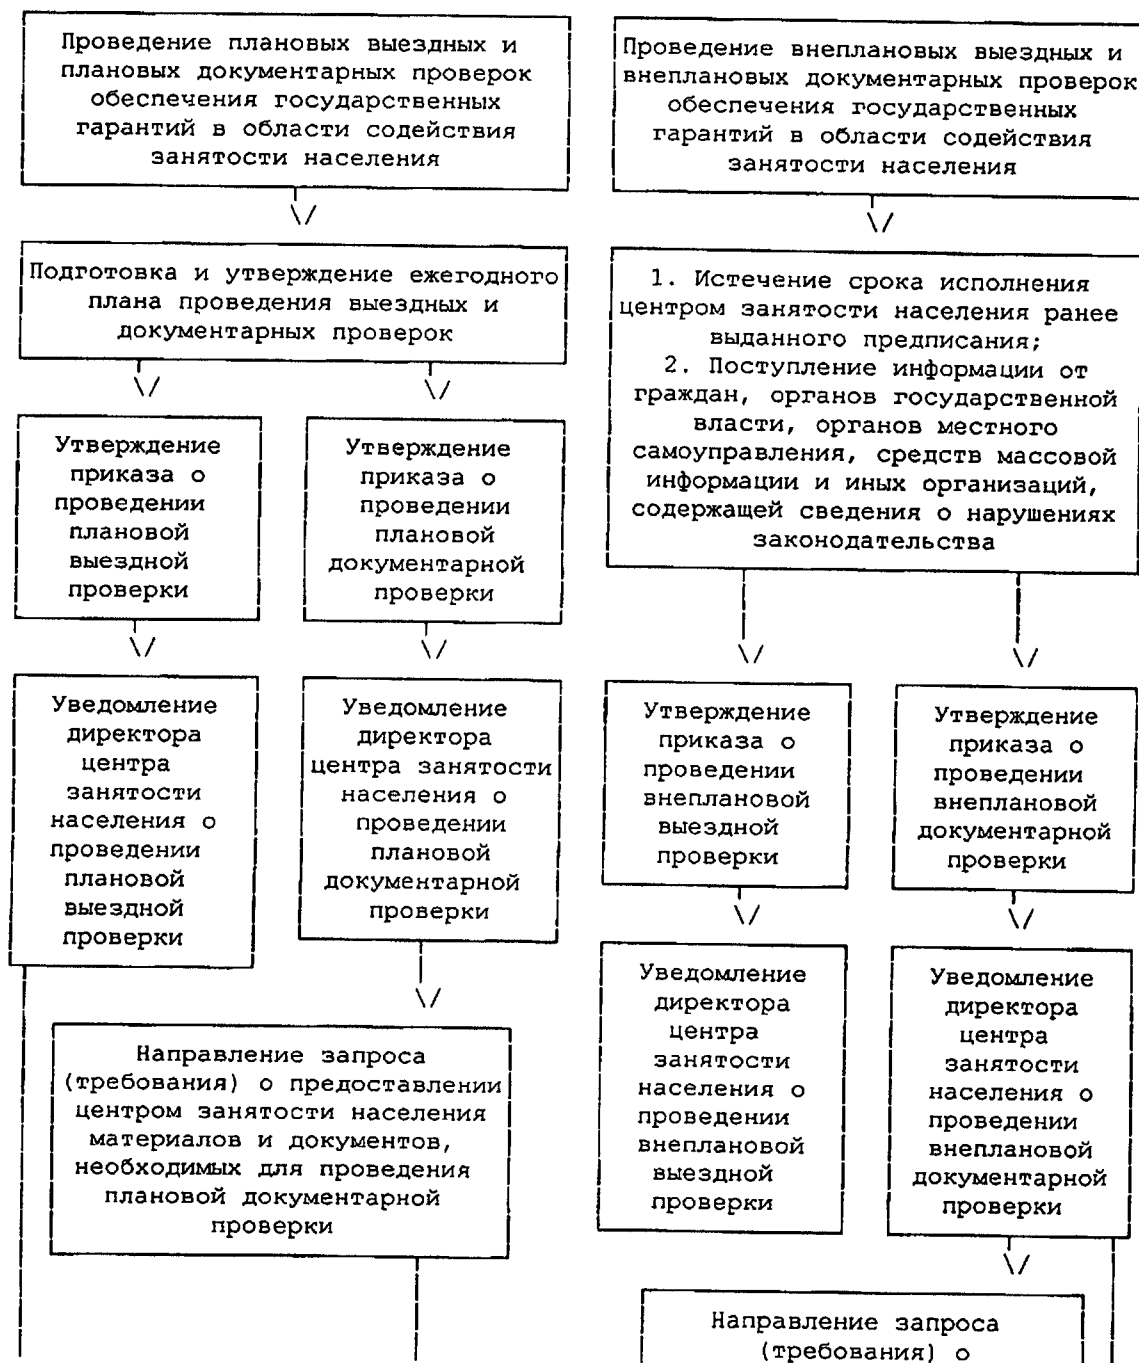 Проведение плановых выездных и
плановых документарных проверок
обеспечения государственных
гарантий в области содействия
занятости населения
Проведение внеплановых выездных и
внеплановых документарных проверок
обеспечения государственных
гарантий в области содействия
занятости населения
Подготовка и утверждение ежегодного
плана проведения выездных и
документарных проверок
1. Истечение срока исполнения
центром занятости населения ранее
выданного предписания;
2. Поступление информации от
граждан, органов государственной
власти, органов местного
самоуправления, средств массовой
информации и иных организаций,
содержащей сведения о нарушениях
законодательства
Утверждение
приказа о
проведении
плановой
выездной
проверки
Утверждение
приказа о
проведении
плановой
документарной
проверки
Уведомление
директора
центра
занятости
населения о
проведении
плановой
выездной
проверки
Уведомление
директора
центра занятости
населения о
проведении
плановой
документарной
проверки
Утверждение
приказа о
проведении
внеплановой
выездной
проверки
Утверждение
приказа о
проведении
внеплановой
документарной
проверки
Направление запроса
(требования) о предоставлении
центром занятости населения
материалов и документов,
необходимых для проведения
плановой документарной
проверки
Уведомление
директора
центра
занятости
населения о
проведении
внеплановой
выездной
проверки
Уведомление
директора
центра
занятости
населения о
проведении
внеплановой
документарной
проверки
Направление запроса
(требования) о